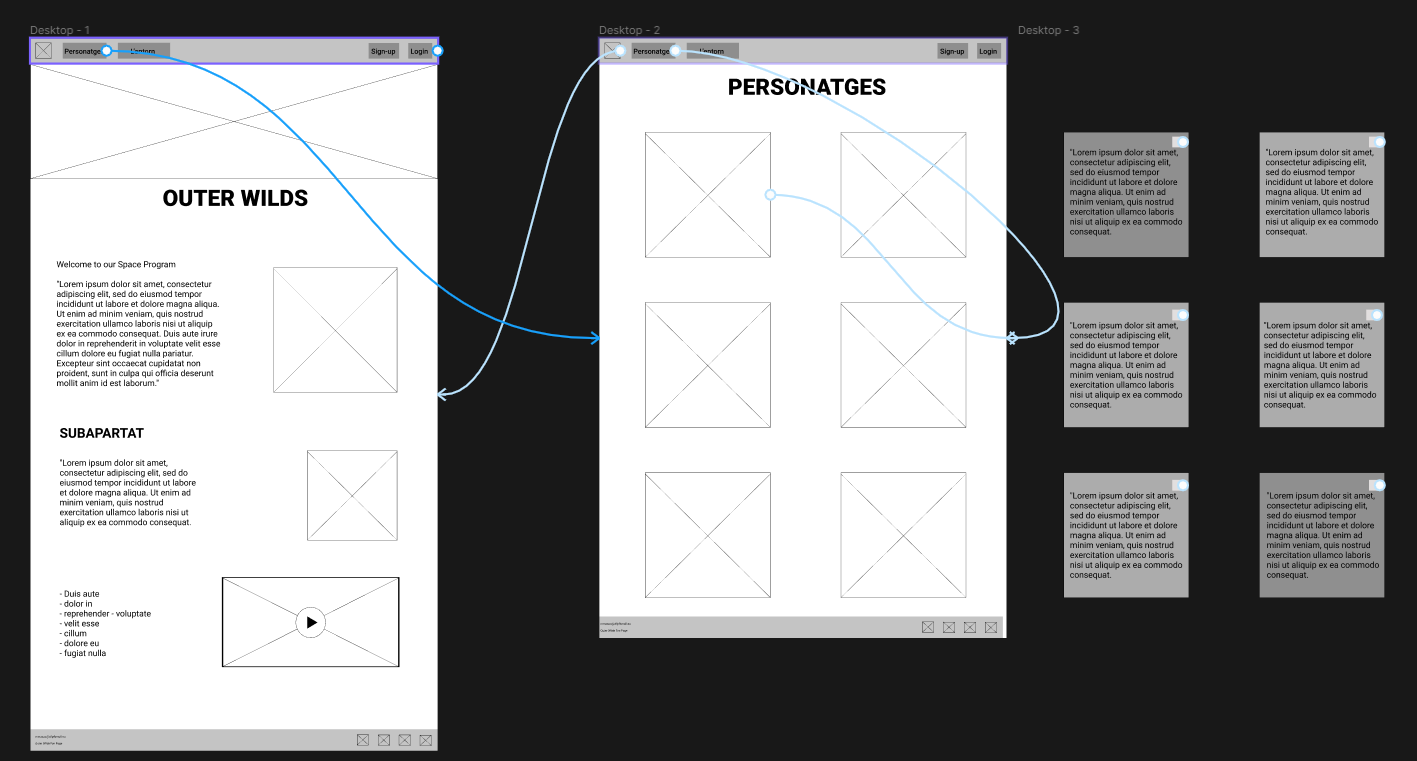 Desktop - 1
Personatge
L'entorn
Sign-up
Login
OUTER WILDS
Welcome to our Space Program
"Lorem ipsum dolor sit amet, consectetur
adipiscing elit, sed do eiusmod tempor
incididunt ut labore et dolore magna aliqua.
Ut enim ad minim veniam, quis nostrud
exercitation ullamco laboris nisi ut aliquip
ex ea commodo consequat. Duis aute irure
dolor in reprehenderit in voluptate velit esse
cillum dolore eu fugiat nulla pariatur.
Excepteur sint occaecat cupidatat non
proident, sunt in culpa qui officia deserunt
mollit anim id est laborum."
SUBAPARTAT
"Lorem ipsum dolor sit amet,
consectetur adipiscing elit, sed do
eiusmod tempor incididunt ut labore
et dolore magna aliqua. Ut enim ad
minim veniam, quis nostrud
exercitation ullamco laboris nisi ut
aliquip ex ea commodo consequat.
- Duis aute
- dolor in
- reprehender - voluptate
- velit esse
- cillum
- dolore eu
- fugiat nulla
Desktop - 2
Personatge
L'entorn
Sign-up
Login
PERSONATGES
Desktop - 3
"Lorem ipsum dolor sit amet,
consectetur adipiscing elit,
sed do eiusmod tempor
incididunt ut labore et dolore
magna aliqua. Ut enim ad
minim veniam, quis nostrud
exercitation ullamco laboris
nisi ut aliquip ex ea commodo
consequat.
"Lorem ipsum dolor sit amet,
consectetur adipiscing elit,
sed do eiusmod tempor
incididunt ut labore et dolore
magna aliqua. Ut enim ad
minim veniam, quis nostrud
exercitation ullamco laboris
nisi ut aliquip ex ea commodo
consequat.
"Lorem ipsum dolor sit amet,
consectetur adipiscing elit,
sed do eiusmod tempor
incididunt ut labore et dolore
magna aliqua. Ut enim ad
minim veniam, quis nostrud
exercitation ullamco laboris
nisi ut aliquip ex ea commodo
consequat.
"Lorem ipsum dolor sit amet,
consectetur adipiscing elit,
sed do eiusmod tempor
incididunt ut labore et dolore
magna aliqua. Ut enim ad
minim veniam, quis nostrud
exercitation ullamco laboris
nisi ut aliquip ex ea commodo
consequat.
"Lorem ipsum dolor sit amet,
consectetur adipiscing elit,
sed do eiusmod tempor
incididunt ut labore et dolore
magna aliqua. Ut enim ad
minim veniam, quis nostrud
exercitation ullamco laboris
nisi ut aliquip ex ea commodo
consequat.
"Lorem ipsum dolor sit amet,
consectetur adipiscing elit,
sed do eiusmod tempor
incididunt ut labore et dolore
magna aliqua. Ut enim ad
minim veniam, quis nostrud
exercitation ullamco laboris
nisi ut aliquip ex ea commodo
consequat.